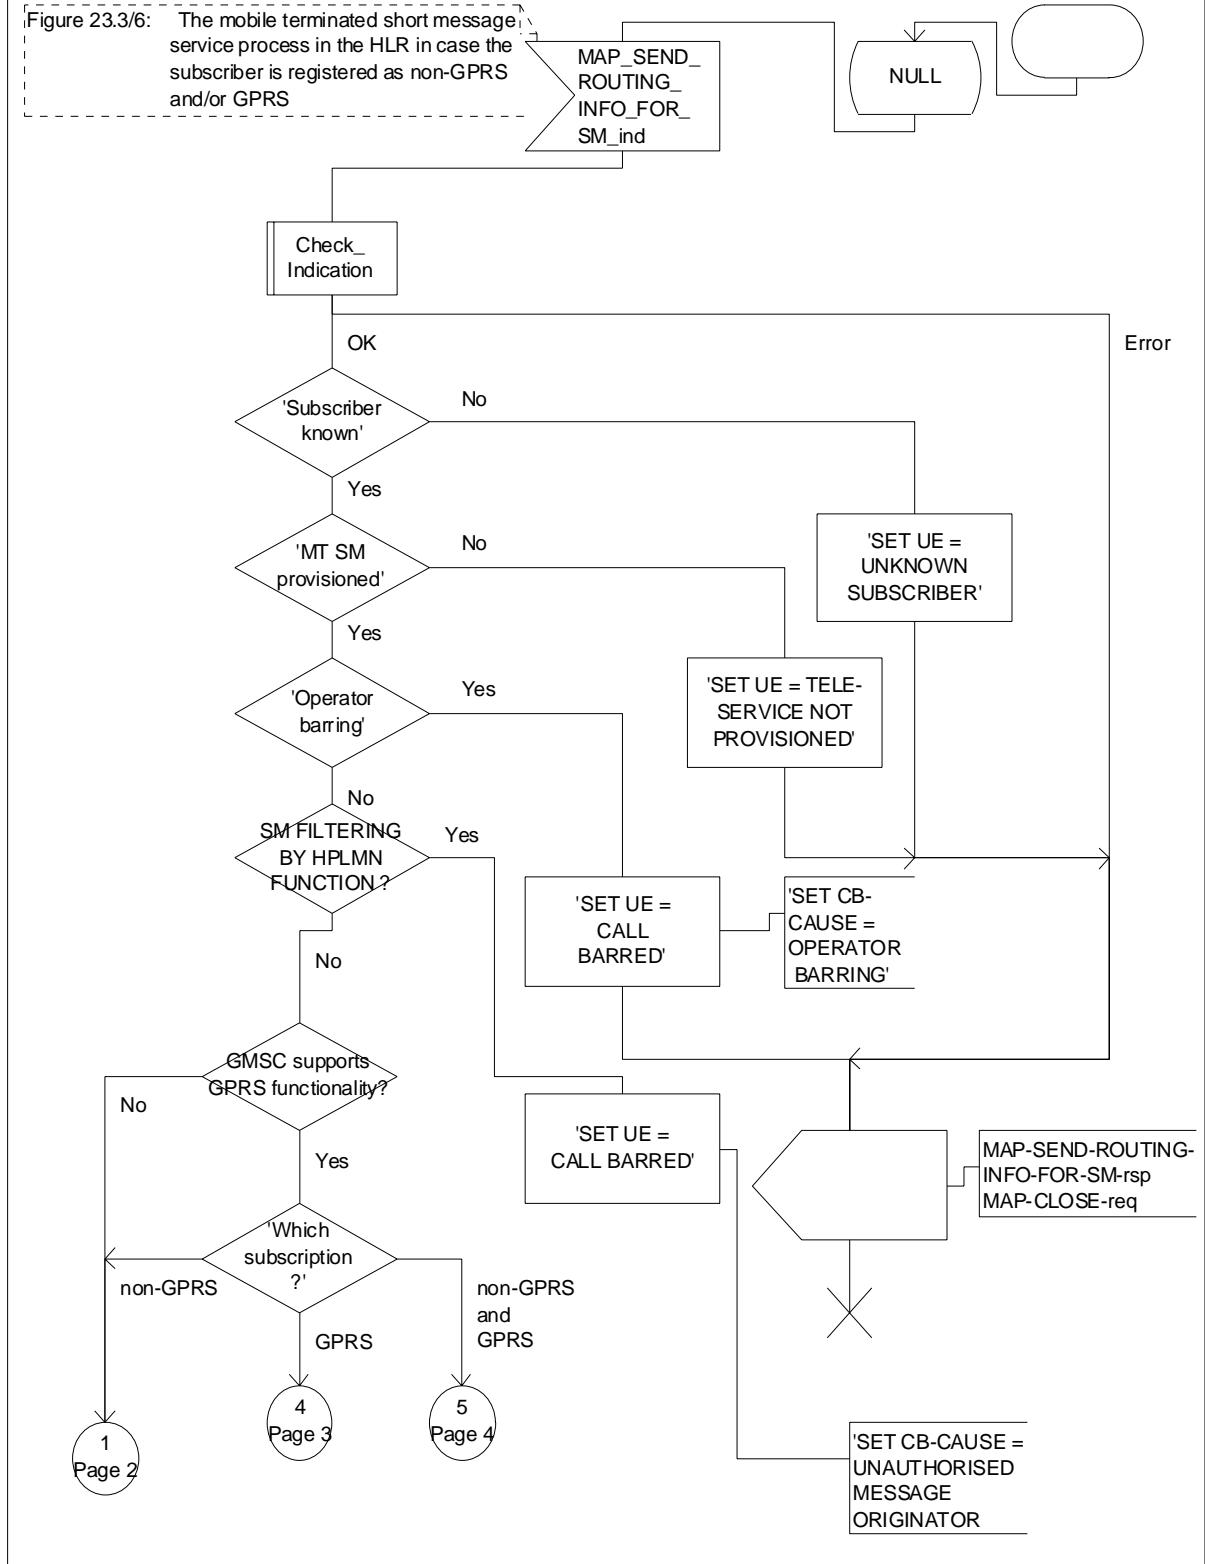 Figure 23.3/6: The mobile terminated short message
service process in the HLR in case the
subscriber is registered as non-GPRS
and/or GPRS
MAP_SEND_
ROUTING_
INFO_FOR_
SM_ind
NULL
Check_
Indication
OK
Error
'Subscriber
known'
No
Yes
'MT SM
provisioned'
No
'SET UE =
UNKNOWN
SUBSCRIBER'
Yes
'Operator
barring'
Yes
'SET UE = TELE-
SERVICE NOT
PROVISIONED'
No
SM FILTERING
BY HPLMN
FUNCTION ?
Yes
'SET UE =
CALL
BARRED'
'SET CB-
CAUSE =
OPERATOR
BARRING'
No
GMSC supports
GPRS functionality?
No
Yes
'SET UE =
CALL BARRED'
MAP-SEND-ROUTING-
INFO-FOR-SM-rsp
MAP-CLOSE-req
'Which
subscription
?'
non-GPRS
GPRS
non-GPRS
and
GPRS
1
Page 2
4
Page 3
5
Page 4
'SET CB-CAUSE =
UNAUTHORISED
MESSAGE
ORIGINATOR